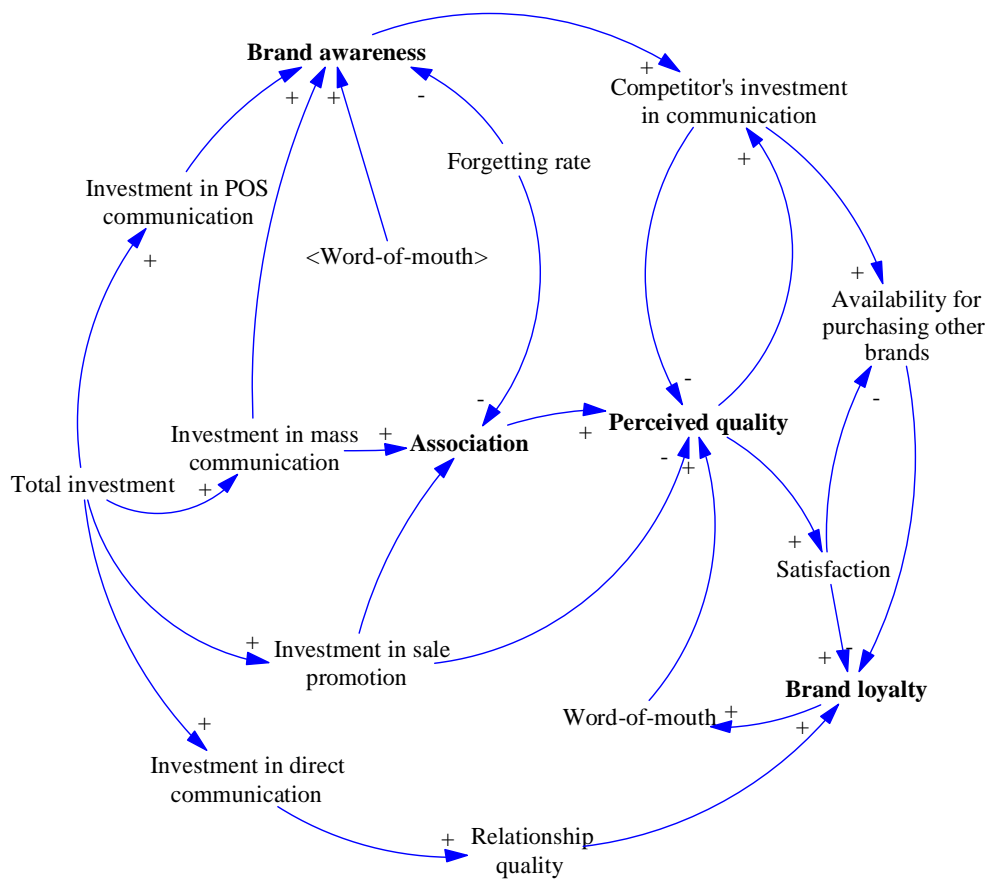 Brand awareness
+
+
+
-
+
Competitor's investment
in communication
+
Forgetting rate
Investment in POS
communication
+
<Word-of-mouth>
+
Availability for
purchasing other
brands
-
-
-
Perceived quality
+
Investment in mass
communication
+
Association
-
+
Total investment
+
+
Satisfaction
+
Investment in sale
promotion
+
-
Brand loyalty
Word-of-mouth
+
+
+
Investment in direct
communication
+
Relationship
quality